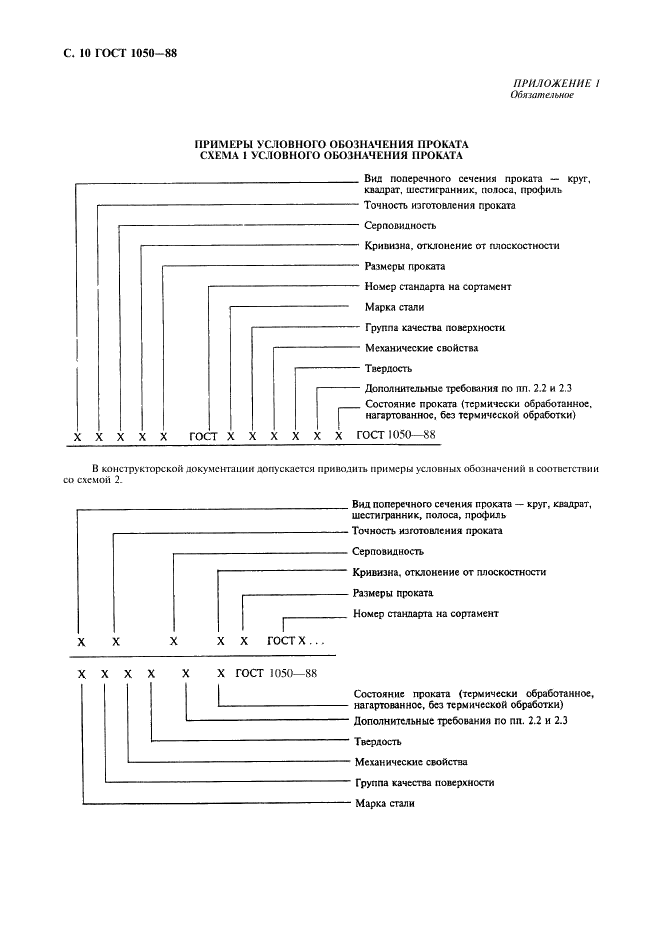 С. 10 ГОСТ 1050—88
ПРИЛОЖЕНИЕ 1
Обязательное
ПРИМЕРЫ УСЛОВНОГО ОБОЗНАЧЕНИЯ ПРОКАТА
СХЕМА 1 УСЛОВНОГО ОБОЗНАЧЕНИЯ ПРОКАТА
Вид поперечного сечения проката — круг,
квадрат, шестигранник, полоса, профиль
Точность изготовления проката
Серповидность
Кривизна, отклонение от плоскостности
Размеры проката
Номер стандарта на сортамент
Марка стали
Группа качества поверхности
Механические свойства
Твердость
Дополнительные требования по пп. 2.2 и 2.3
Состояние проката (термически обработанное,
нагартованное, без термической обработки)
Х Х Х Х Х ГОСТ Х Х Х Х Х Х ГОСТ 1050—88
В конструкторской документации допускается приводить примеры условных обозначений в соответствии
со схемой 2.
Вид поперечного сечения проката — круг, квадрат,
шестигранник, полоса, профиль
Точность изготовления проката
Серповидность
Кривизна, отклонение от плоскостности
Размеры проката
Номер стандарта на сортамент
Х Х Х Х Х ГОСТ Х . . .
Х Х Х Х Х Х ГОСТ 1050—88
Состояние проката (термически обработанное,
нагартованное, без термической обработки)
Дополнительные требования по пп. 2.2 и 2.3
Твердость
Механические свойства
Группа качества поверхности
Марка стали